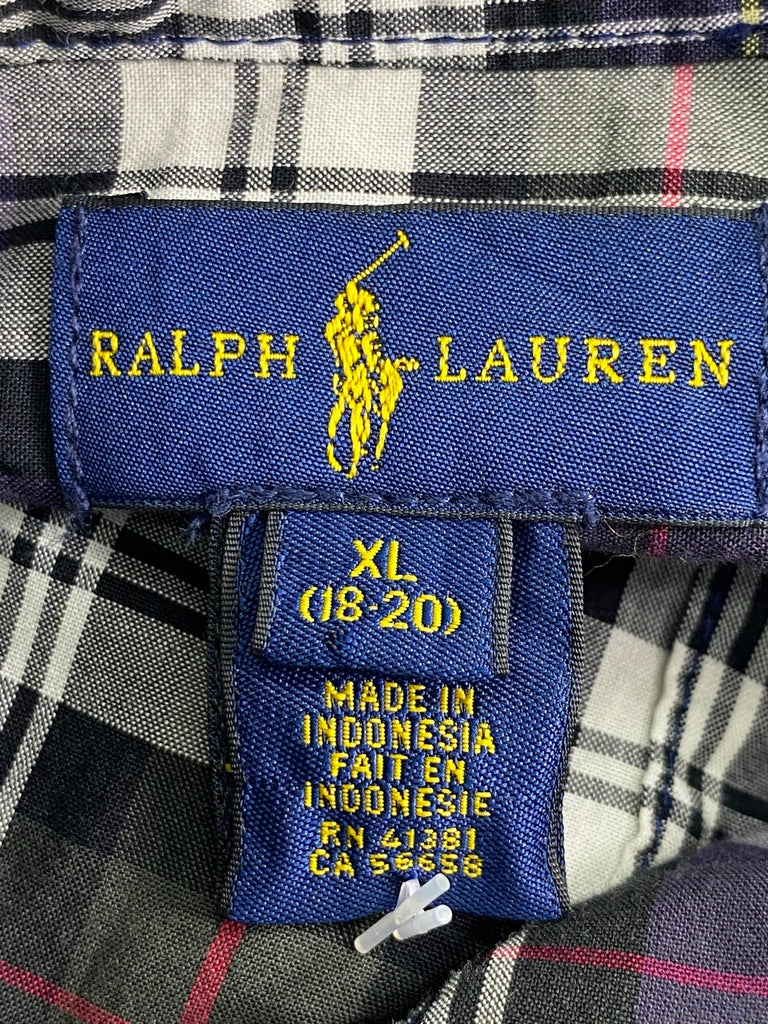 RALPH LAUREN
XL
(18-20)
MADE IN
INDONESIA
FAIT EN
INDONESIE
RN 41381
CA 56658